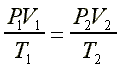 P₁V₁/T₁ = P₂V₂/T₂